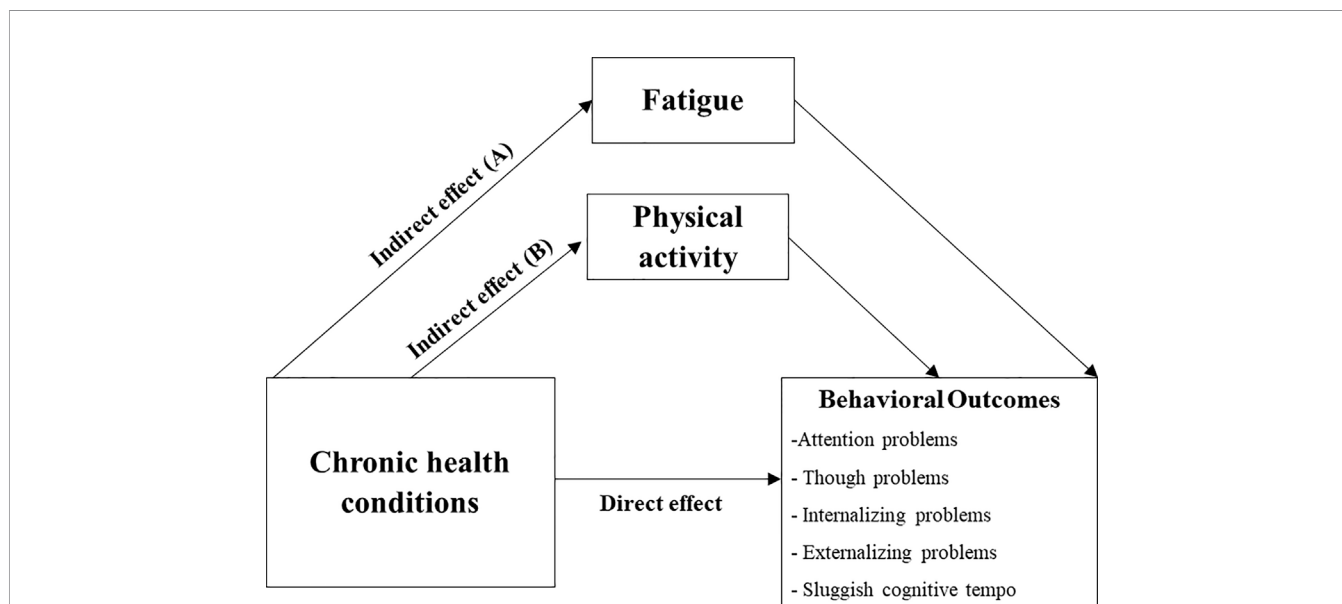 Fatigue
Indirect effect (A)
Physical
activity
Indirect effect (B)
Chronic health
conditions
Direct effect
Behavioral Outcomes
-Attention problems
- Though problems
- Internalizing problems
- Externalizing problems
- Sluggish cognitive tempo